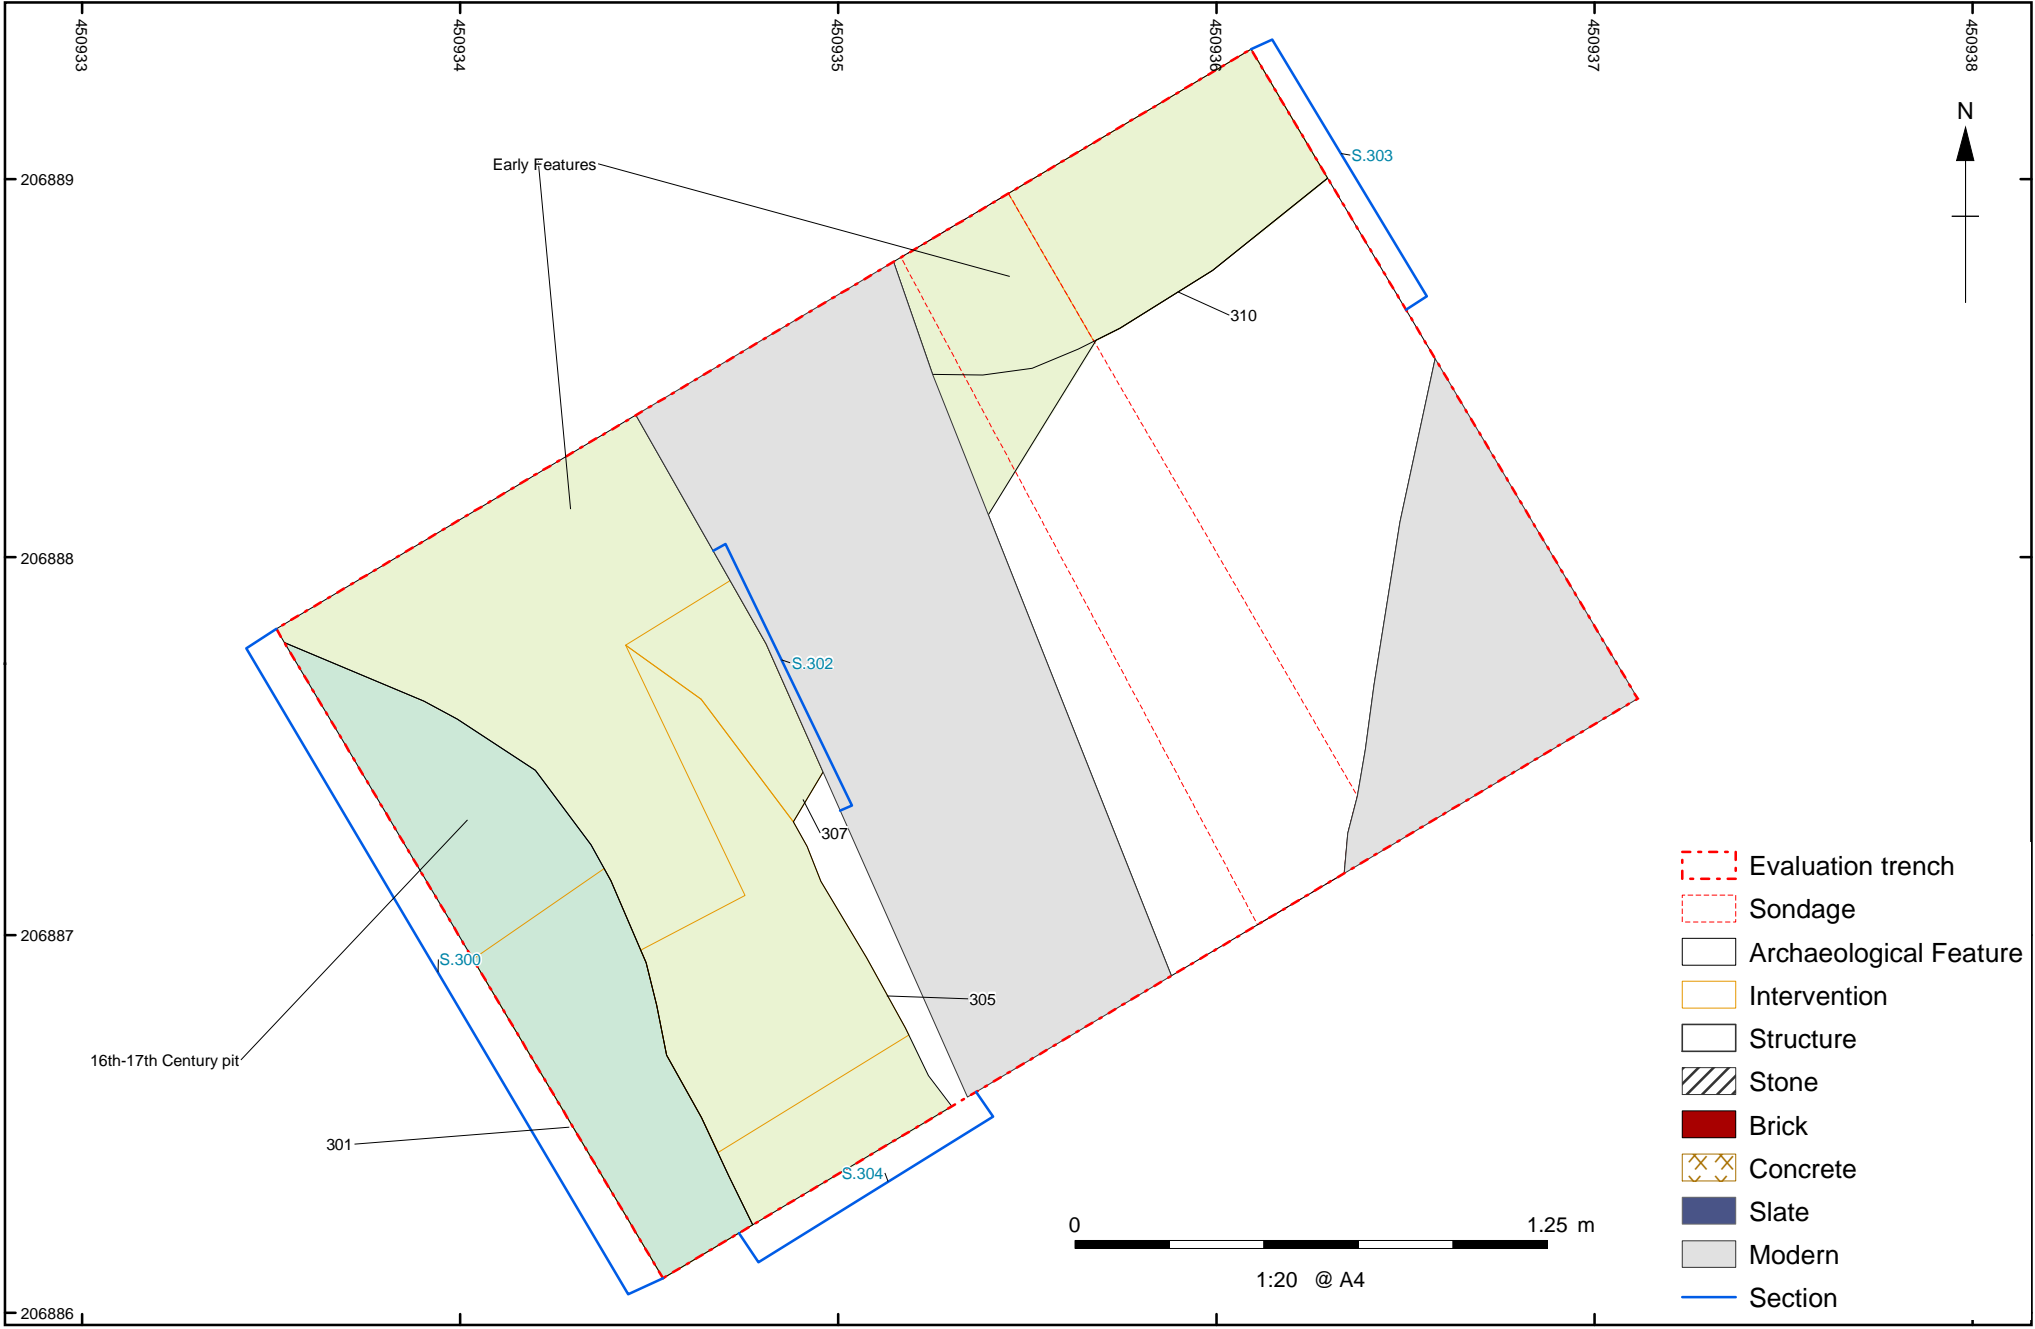 450933
450934
450935
450936
450937
450938
N
Early Features
S.303
206889
310
206888
S.302
307
206887
S.300
305
16th-17th Century pit
301
S.304
206886
0
1.25 m
1:20 @ A4
Evaluation trench
Sondage
Archaeological Feature
Intervention
Structure
Stone
Brick
Concrete
Slate
Modern
Section